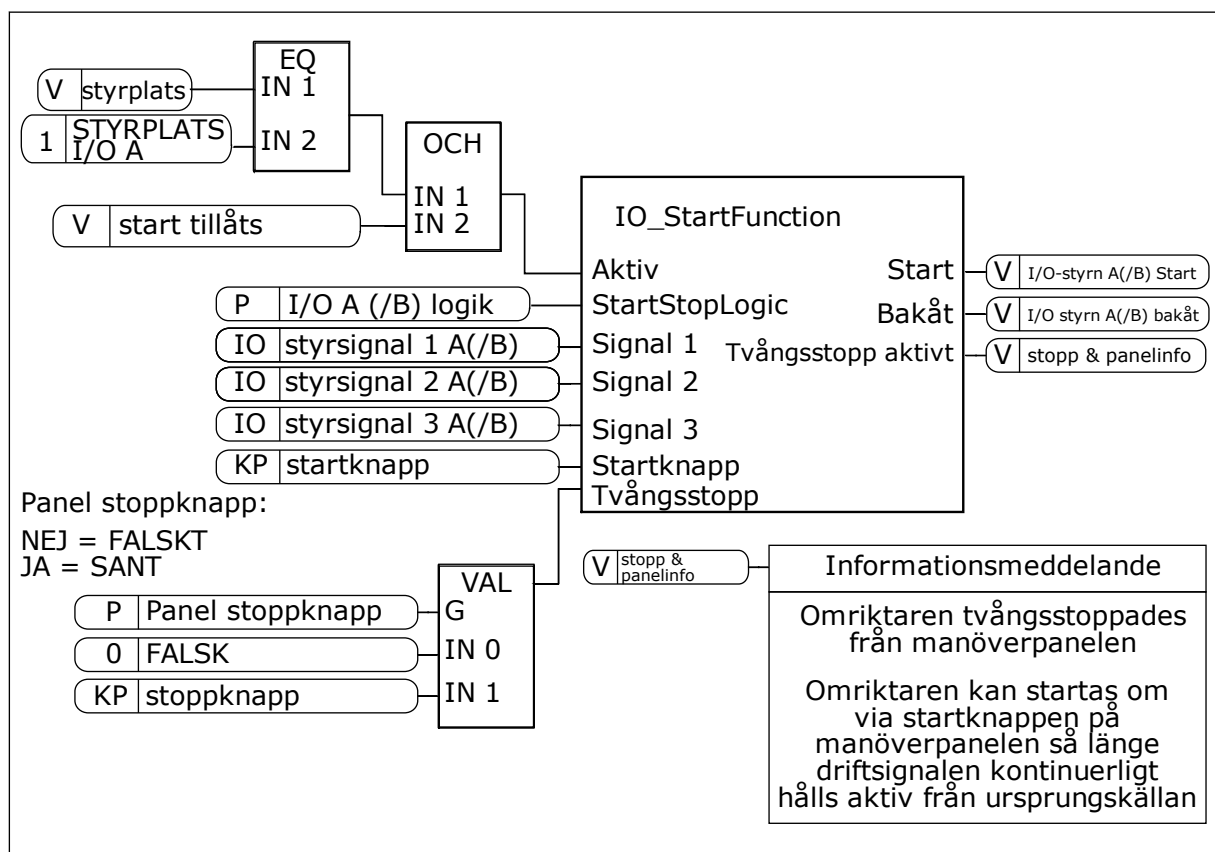 EQ
V styrplats
IN 1
1 STYRPLATS
I/O A
IN 2
OCH
IN 1
V start tillåts
IN 2
IO_StartFunction
Aktiv
Start
V I/O-styrn A(/B) Start
P I/O A (/B) logik
StartStopLogic
Bakåt
V I/O styrn A(/B) bakåt
IO styrsignal 1 A(/B)
Signal 1
Tvångsstopp aktivt
V stopp & panelinfo
IO styrsignal 2 A(/B)
Signal 2
IO styrsignal 3 A(/B)
Signal 3
KP startknapp
Startknapp
Tvångsstopp
Panel stoppknapp:
NEJ = FALSKT
JA = SANT
VAL
P Panel stoppknapp
G
0 FALSK
IN 0
KP stoppknapp
IN 1
V stopp &
panelinfo
Informationsmeddelande
Omriktaren tvångsstoppades
från manöverpanelen
Omriktaren kan startas om
via startknappen på
manöverpanelen så länge
driftsignalen kontinuerligt
hålls aktiv från ursprungskällan